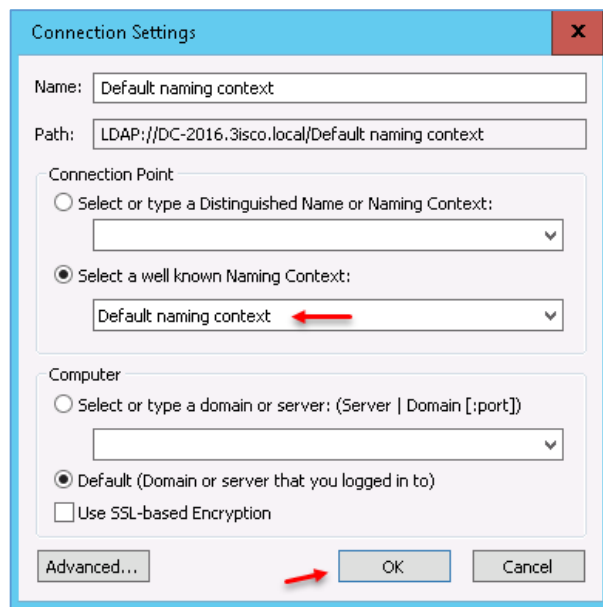 Connection Settings
x
Name: Default naming context
Path: LDAP://DC-2016.3isco.local/Default naming context
Connection Point
Select or type a Distinguished Name or Naming Context:
Select a well known Naming Context:
Default naming context
Computer
Select or type a domain or server: (Server | Domain [:port])
Default (Domain or server that you logged in to)
Use SSL-based Encryption
Advanced... OK Cancel